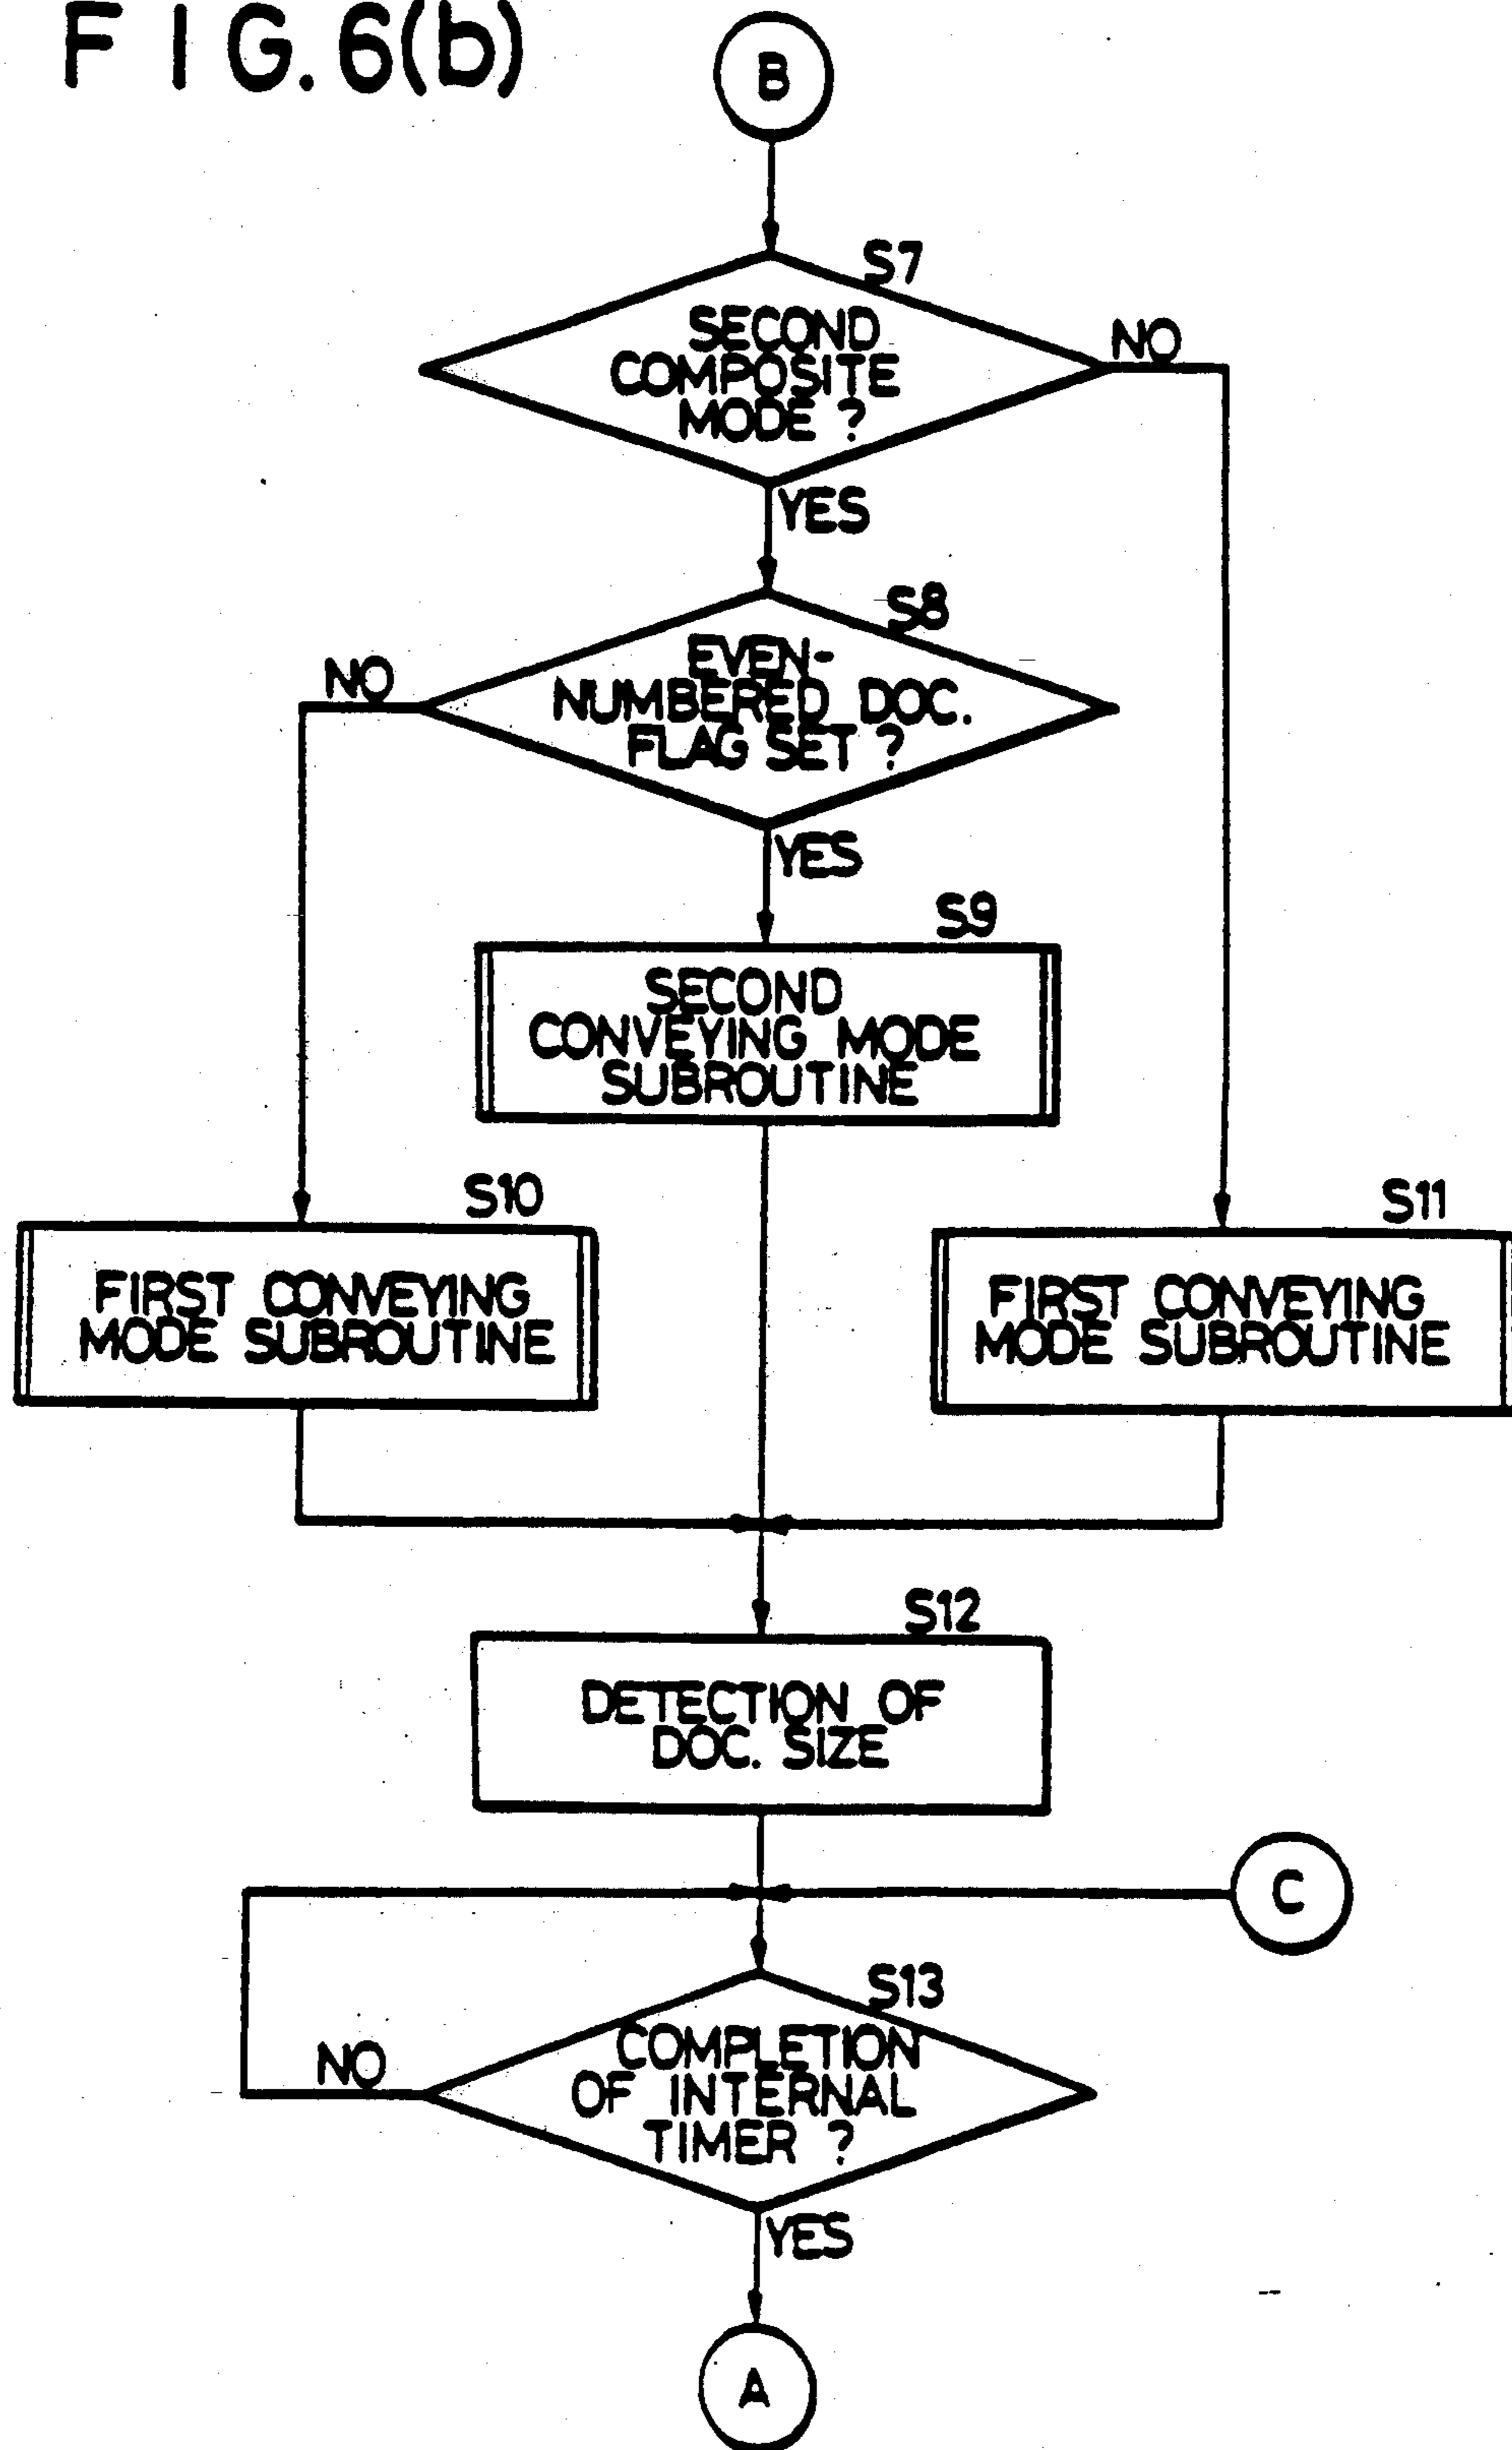 FIG. 6(b)
B
S7
SECOND
COMPOSITE
MODE ?
NO
YES
S8
EVEN-
NUMBERED DOC.
FLAG SET ?
NO
YES
S9
SECOND
CONVEYING MODE
SUBROUTINE
S10
FIRST CONVEYING
MODE SUBROUTINE
S11
FIRST CONVEYING
MODE SUBROUTINE
S12
DETECTION OF
DOC. SIZE
C
S13
COMPLETION
OF INTERNAL
TIMER ?
NO
YES
A